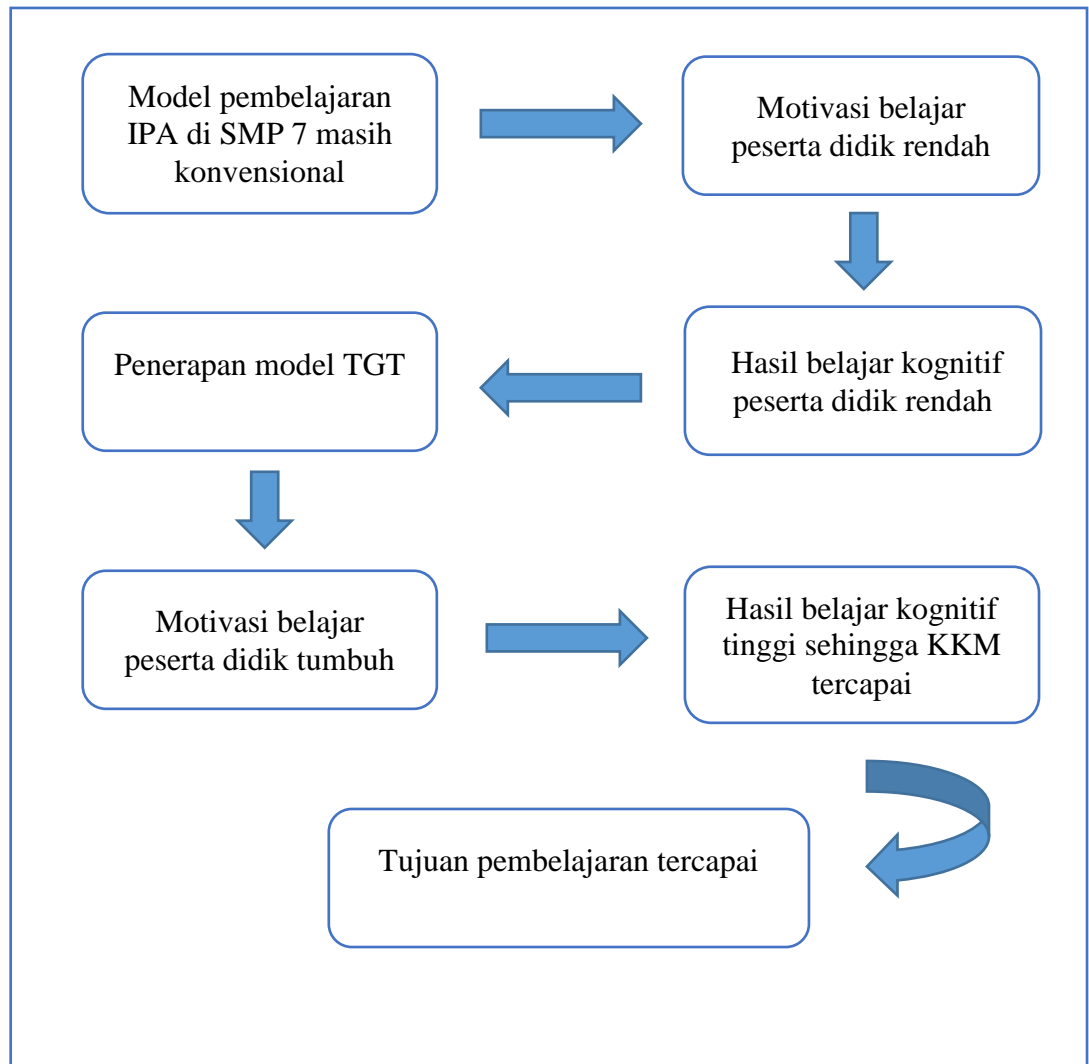 Model pembelajaran
IPA di SMP 7 masih
konvensional
Motivasi belajar
peserta didik rendah
Hasil belajar kognitif
peserta didik rendah
Penerapan model TGT
Motivasi belajar
peserta didik tumbuh
Hasil belajar kognitif
tinggi sehingga KKM
tercapai
Tujuan pembelajaran tercapai